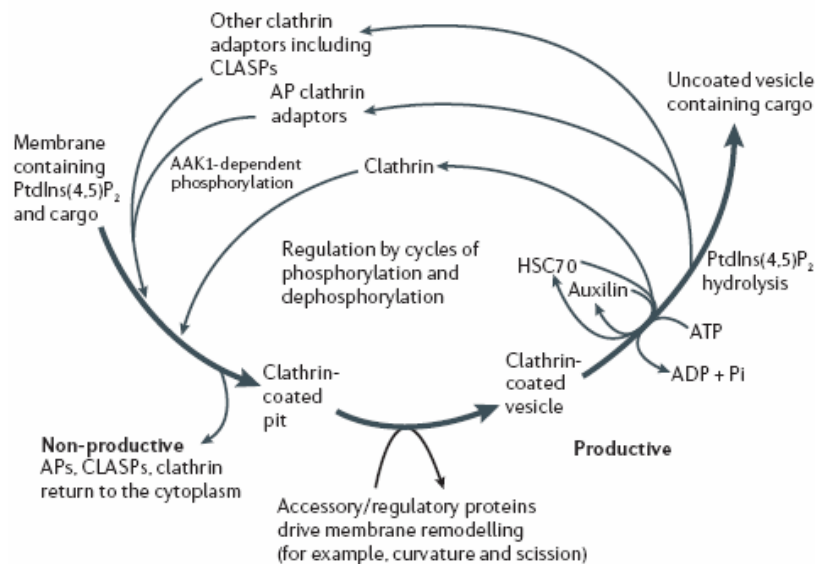 Other clathrin
adaptors including
CLASPs
AP clathrin
adaptors
Uncoated vesicle
containing cargo
Membrane
containing
PtdIns(4,5)P₂
and cargo
AAK1-dependent
phosphorylation
Clathrin
Regulation by cycles of
phosphorylation and
dephosphorylation
HSC70
Auxilin
PtdIns(4,5)P₂
hydrolysis
ATP
ADP + Pi
Clathrin-
coated
pit
Clathrin-
coated
vesicle
Non-productive
APs, CLASPs, clathrin
return to the cytoplasm
Productive
Accessory/regulatory proteins
drive membrane remodelling
(for example, curvature and scission)